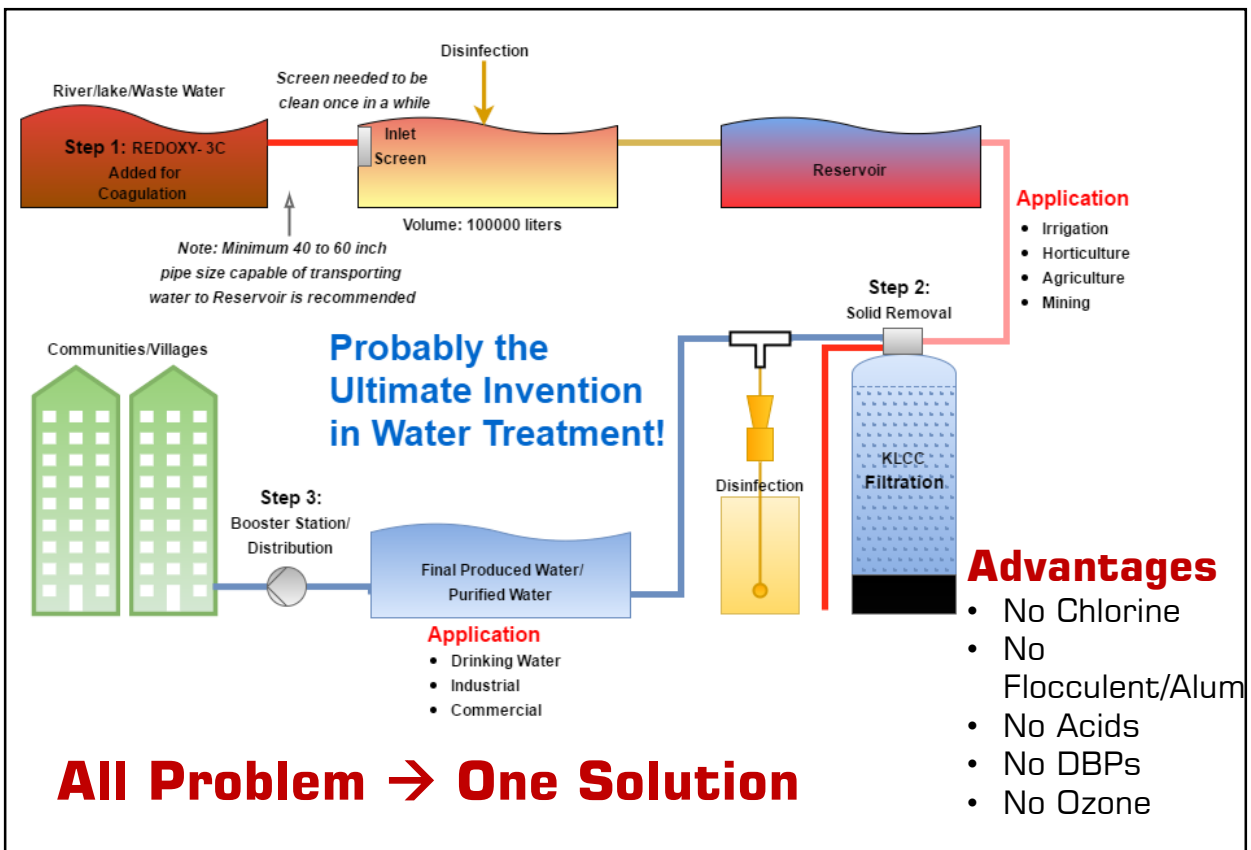 Disinfection
River/lake/Waste Water
Screen needed to be
clean once in a while
Step 1: REDOXY- 3C
Added for
Coagulation
Inlet
Screen
Reservoir
Volume: 100000 liters
Note: Minimum 40 to 60 inch
pipe size capable of transporting
water to Reservoir is recommended
Application
• Irrigation
• Horticulture
• Agriculture
• Mining
Step 2:
Solid Removal
Communities/Villages
Probably the
Ultimate Invention
in Water Treatment!
KLCC
Filtration
Disinfection
Step 3:
Booster Station/
Distribution
Final Produced Water/
Purified Water
Application
• Drinking Water
• Industrial
• Commercial
Advantages
• No Chlorine
• No
Flocculent/Alum
• No Acids
• No DBPs
• No Ozone
All Problem → One Solution